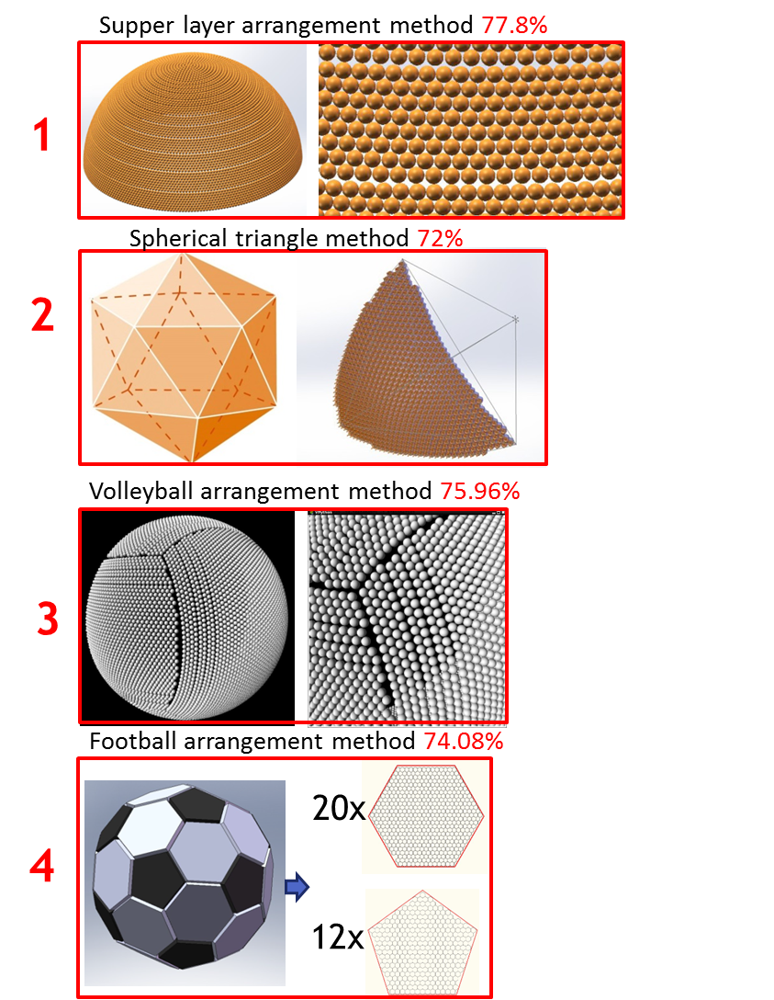 Supper layer arrangement method 77.8%
1
Spherical triangle method 72%
2
Volleyball arrangement method 75.96%
3
Football arrangement method 74.08%
20x
4
12x